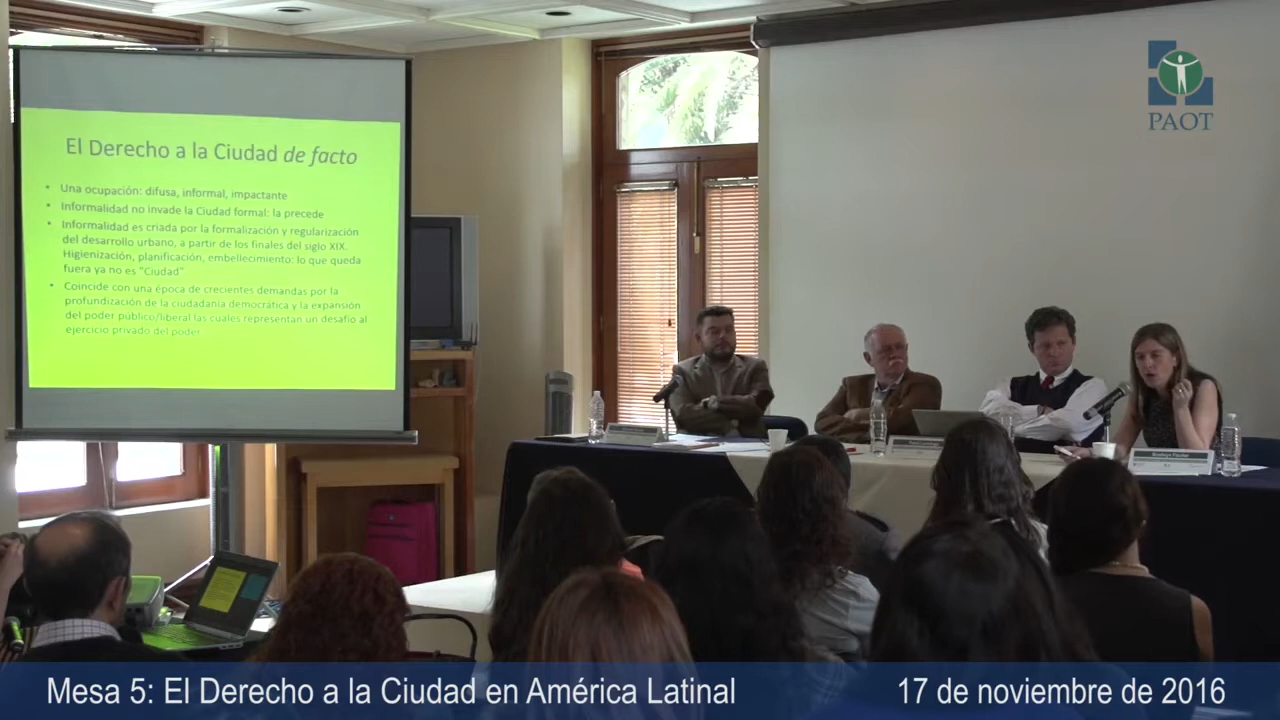 El Derecho a la Ciudad de facto
• Una ocupación: difusa, informal, impactante
• Informalidad no invade la Ciudad formal: la precede
• Informalidad es criada por la formalización y regularización
del desarrollo urbano, a partir de los finales del siglo XIX.
Higienización, planificación, embellecimiento: lo que queda
fuera ya no es "Ciudad"
• Coincide con una época de crecientes demandas por la
profundización de la ciudadanía democrática y la expansión
del poder público/liberal las cuales representan un desafío al
ejercicio privado del poder.
PAOT
Mesa 5: El Derecho a la Ciudad en América Latinal
17 de noviembre de 2016